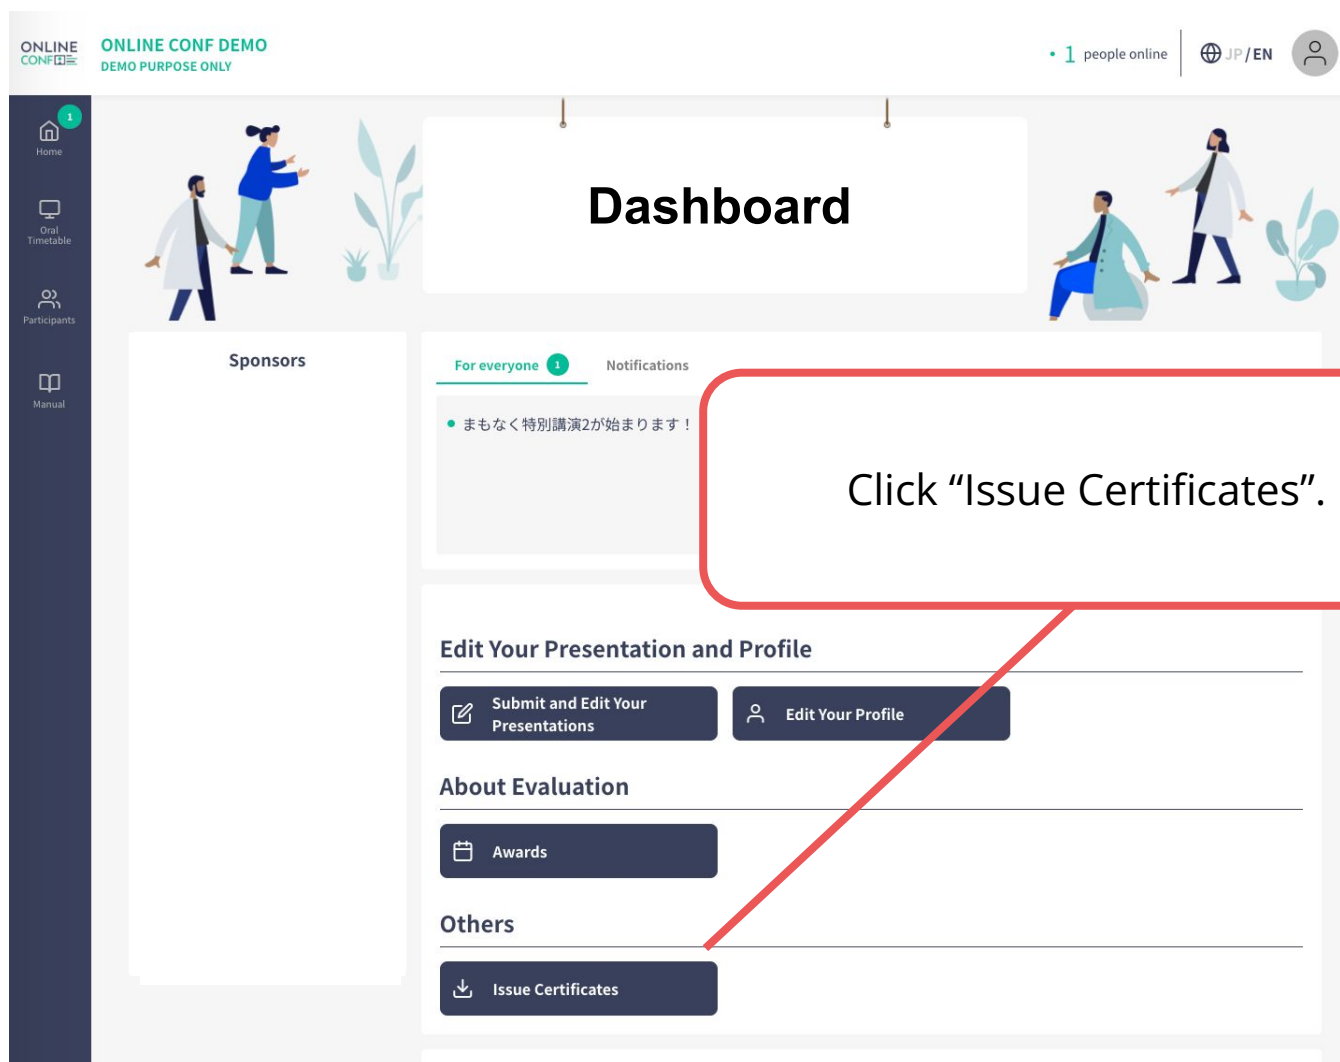 ONLINE
CONF
ONLINE CONF DEMO
DEMO PURPOSE ONLY
• 1 people online
JP/EN
1
Home
Oral
Timetable
Participants
Manual
Dashboard
Sponsors
For everyone 1 Notifications
• まもなく特別講演2が始まります！
Click “Issue Certificates”.
Edit Your Presentation and Profile
Submit and Edit Your
Presentations
Edit Your Profile
About Evaluation
Awards
Others
Issue Certificates